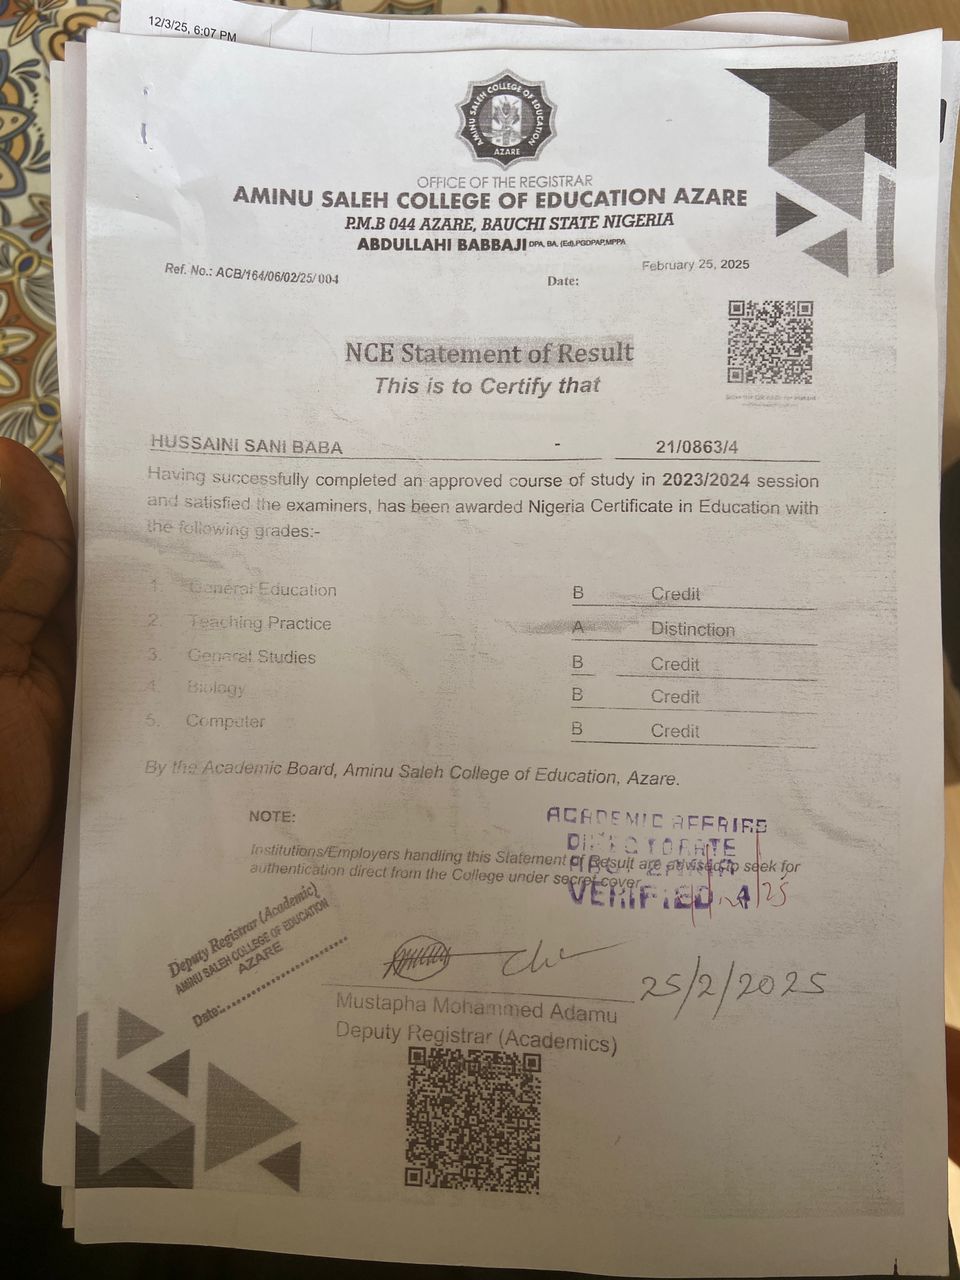 12/3/25, 6:07 PM
AMINU SALEH COLLEGE OF EDUCATION
AZARE
OFFICE OF THE REGISTRAR
AMINU SALEH COLLEGE OF EDUCATION AZARE
P.M.B 044 AZARE, BAUCHI STATE NIGERIA
ABDULLAHI BABBAJI DPA, BA, (Ed),PGDPAP,MPPA
Ref. No.: ACB/164/06/02/25/004
Date: February 25, 2025
NCE Statement of Result
This is to Certify that
HUSSAINI SANI BABA - 21/0863/4
Having successfully completed an approved course of study in 2023/2024 session
and satisfied the examiners, has been awarded Nigeria Certificate in Education with
the following grades:-
1. General Education B Credit
2. Teaching Practice A Distinction
3. General Studies B Credit
4. Biology B Credit
5. Computer B Credit
By the Academic Board, Aminu Saleh College of Education, Azare.
NOTE:
Institutions/Employers handling this Statement of Result are advised to seek for
authentication direct from the College under secret cover
ACADEMIC AFFAIRS
DIRECTORATE
ABU ZARIA
VERIFIED 4
Deputy Registrar (Academic)
AMINU SALEH COLLEGE OF EDUCATION
AZARE
Date:..................
25/2/2025
Mustapha Mohammed Adamu
Deputy Registrar (Academics)